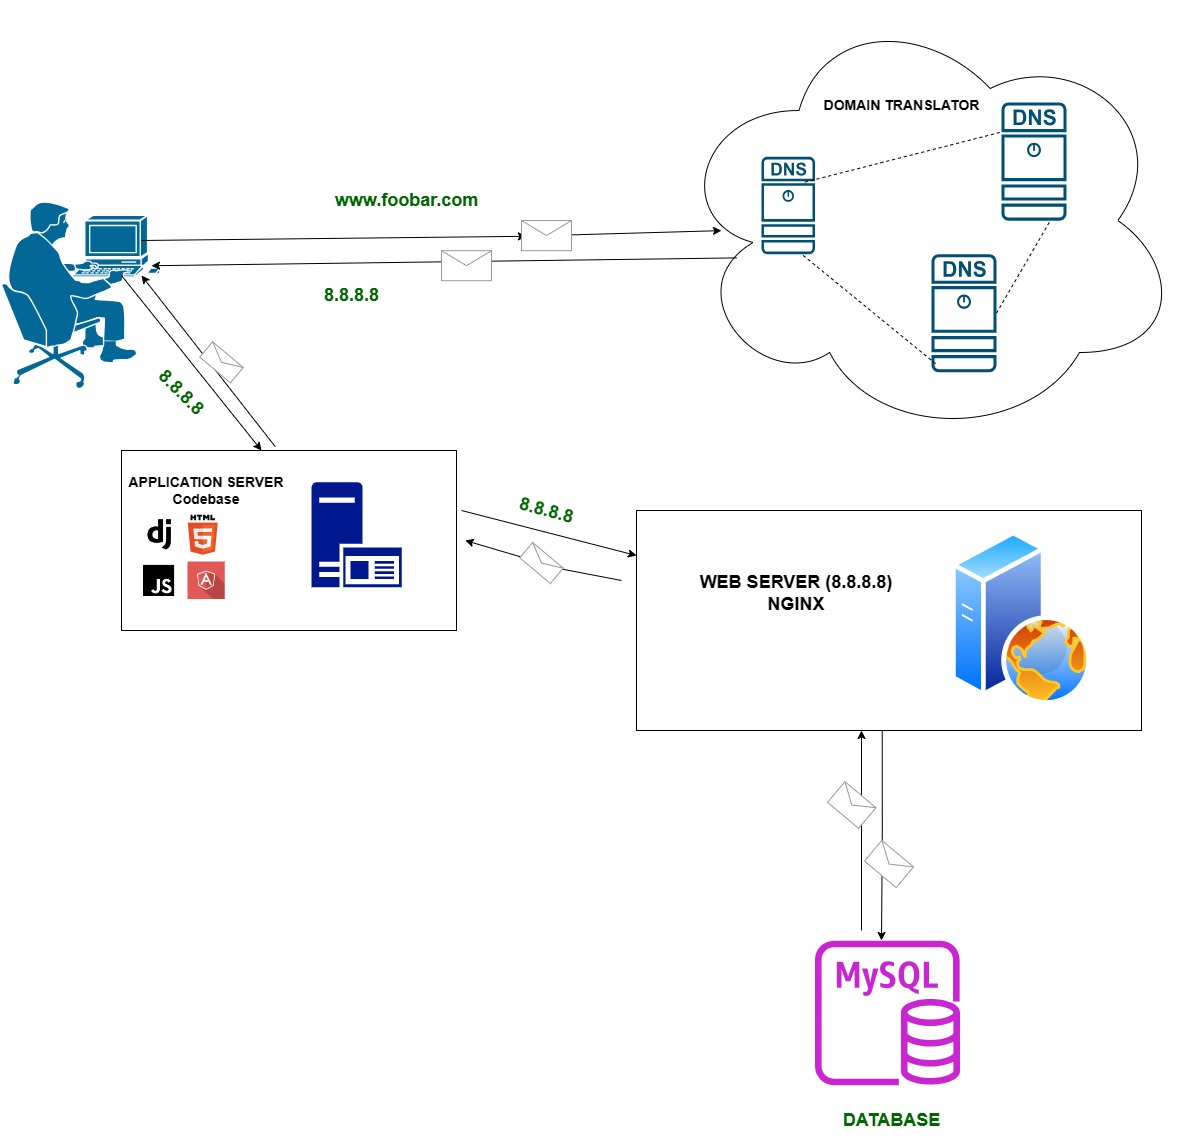 DOMAIN TRANSLATOR
DNS
DNS
DNS
www.foobar.com
8.8.8.8
8.8.8.8
APPLICATION SERVER
Codebase
dj
HTML
5
JS
A
8.8.8.8
WEB SERVER (8.8.8.8)
NGINX
MySQL
DATABASE